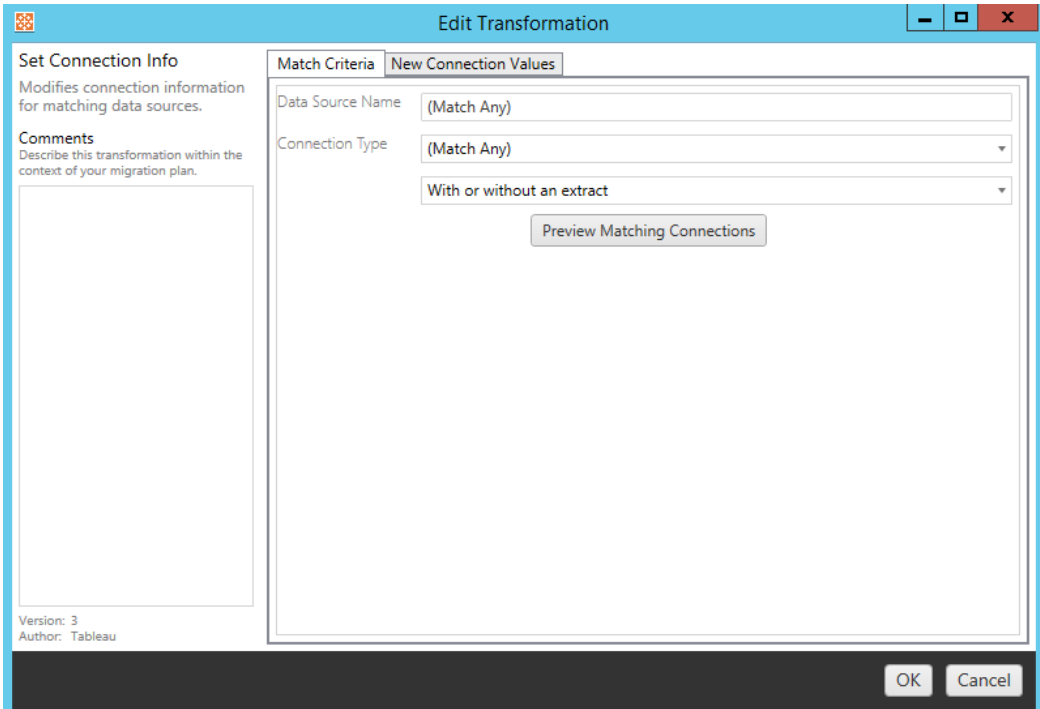 Edit Transformation
Set Connection Info
Modifies connection information
for matching data sources.
Comments
Describe this transformation within the
context of your migration plan.
Version: 3
Author: Tableau
Match Criteria
New Connection Values
Data Source Name
(Match Any)
Connection Type
(Match Any)
With or without an extract
Preview Matching Connections
OK
Cancel